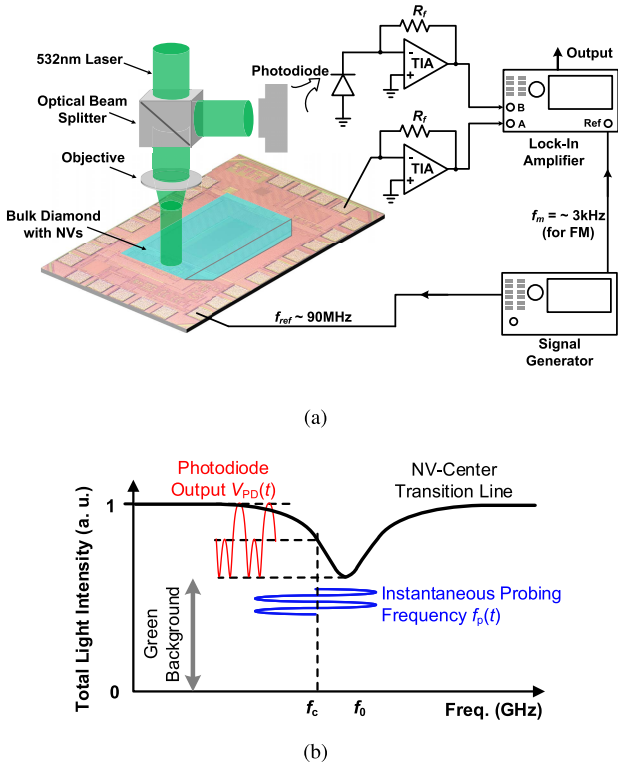 532nm Laser
Optical Beam
Splitter
Objective
Bulk Diamond
with NVs
Photodiode
R_f
TIA
-
+
R_f
TIA
-
+
B
A
Ref
Output
Lock-In
Amplifier
f_m = ~ 3kHz
(for FM)
f_ref ~ 90MHz
Signal
Generator
(a)
Photodiode
Output V_PD(t)
NV-Center
Transition Line
Total Light Intensity (a. u.)
1
0
Green
Background
Instantaneous Probing
Frequency f_p(t)
f_c
f_0
Freq. (GHz)
(b)